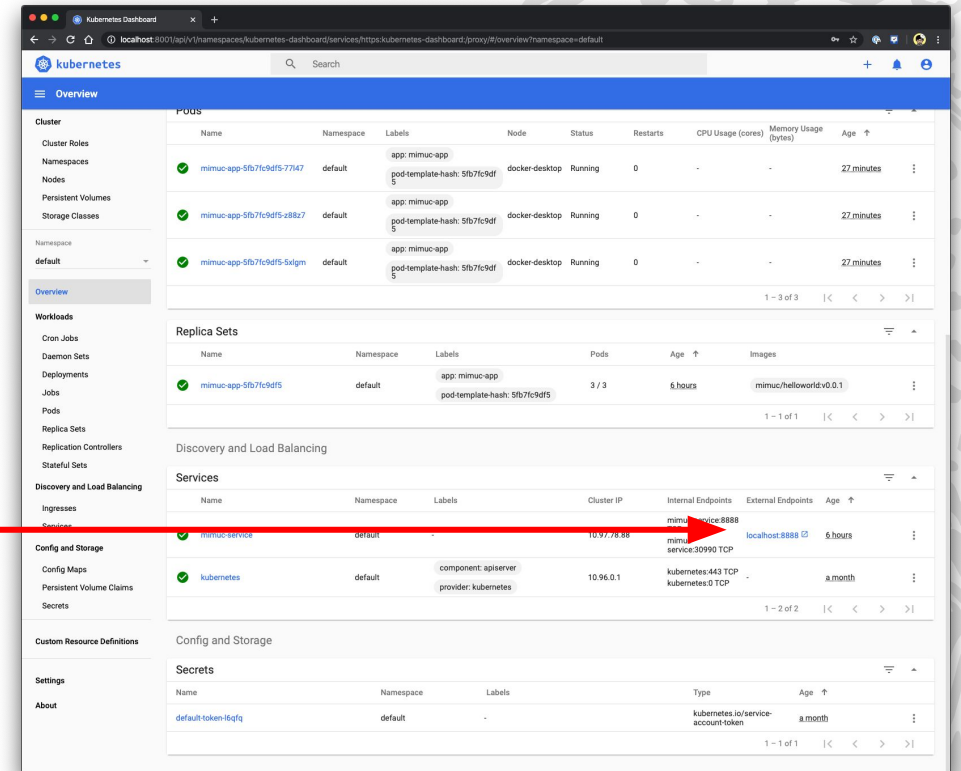 Kubernetes Dashboard
localhost:8001/api/v1/namespaces/kubernetes-dashboard/services/https:kubernetes-dashboard:/proxy/#/overview?namespace=default
kubernetes
Search
Overview
Cluster
Cluster Roles
Namespaces
Nodes
Persistent Volumes
Storage Classes
Namespace
default
Overview
Workloads
Cron Jobs
Daemon Sets
Deployments
Jobs
Pods
Replica Sets
Replication Controllers
Stateful Sets
Discovery and Load Balancing
Ingresses
Services
Config and Storage
Config Maps
Persistent Volume Claims
Secrets
Custom Resource Definitions
Settings
About
Pods
Name Namespace Labels Node Status Restarts CPU Usage (cores) Memory Usage (bytes) Age
mimuc-app-5fb7fc9df5-77l47 default app: mimuc-app docker-desktop Running 0 - - 27 minutes
pod-template-hash: 5fb7fc9df
5
mimuc-app-5fb7fc9df5-z88z7 default app: mimuc-app docker-desktop Running 0 - - 27 minutes
pod-template-hash: 5fb7fc9df
5
mimuc-app-5fb7fc9df5-5xlgm default app: mimuc-app docker-desktop Running 0 - - 27 minutes
pod-template-hash: 5fb7fc9df
5
1 – 3 of 3
Replica Sets
Name Namespace Labels Pods Age Images
mimuc-app-5fb7fc9df5 default app: mimuc-app 3 / 3 6 hours mimuc/helloworld:v0.0.1
pod-template-hash: 5fb7fc9df5
1 – 1 of 1
Discovery and Load Balancing
Services
Name Namespace Labels Cluster IP Internal Endpoints External Endpoints Age
mimuc-service default - 10.97.78.88 localhost:8888 6 hours
service:30990 TCP
kubernetes default component: apiserver 10.96.0.1 kubernetes:443 TCP - a month
provider: kubernetes kubernetes:0 TCP
1 – 2 of 2
Config and Storage
Secrets
Name Namespace Labels Type Age
default-token-l6qfq default - kubernetes.io/service- a month
account-token
1 – 1 of 1